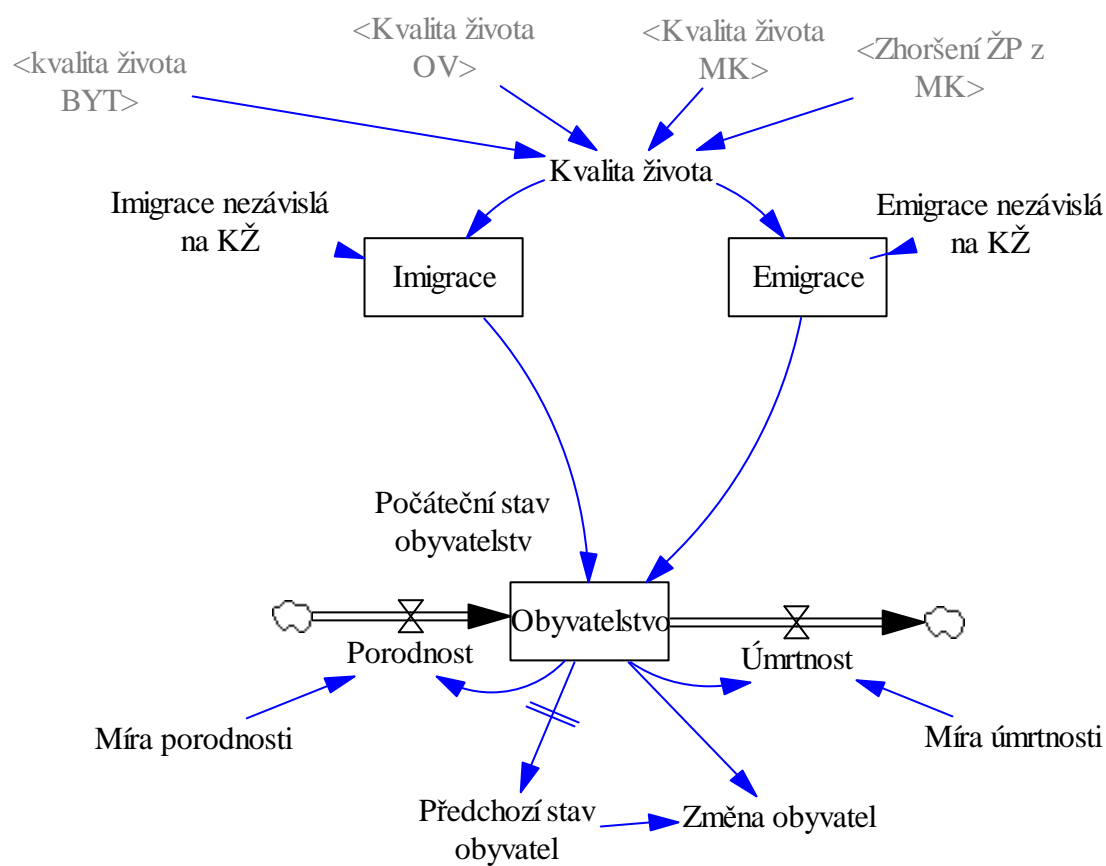 <kvalita života
BYT>
<Kvalita života
OV>
<Kvalita života
MK>
<Zhoršení ŽP z
MK>
Kvalita života
Imigrace nezávislá
na KŽ
Emigrace nezávislá
na KŽ
Imigrace
Emigrace
Počáteční stav
obyvatelstv
Obyvatelstvo
Porodnost
Úmrtnost
Míra porodnosti
Míra úmrtnosti
Předchozí stav
obyvatel
Změna obyvatel